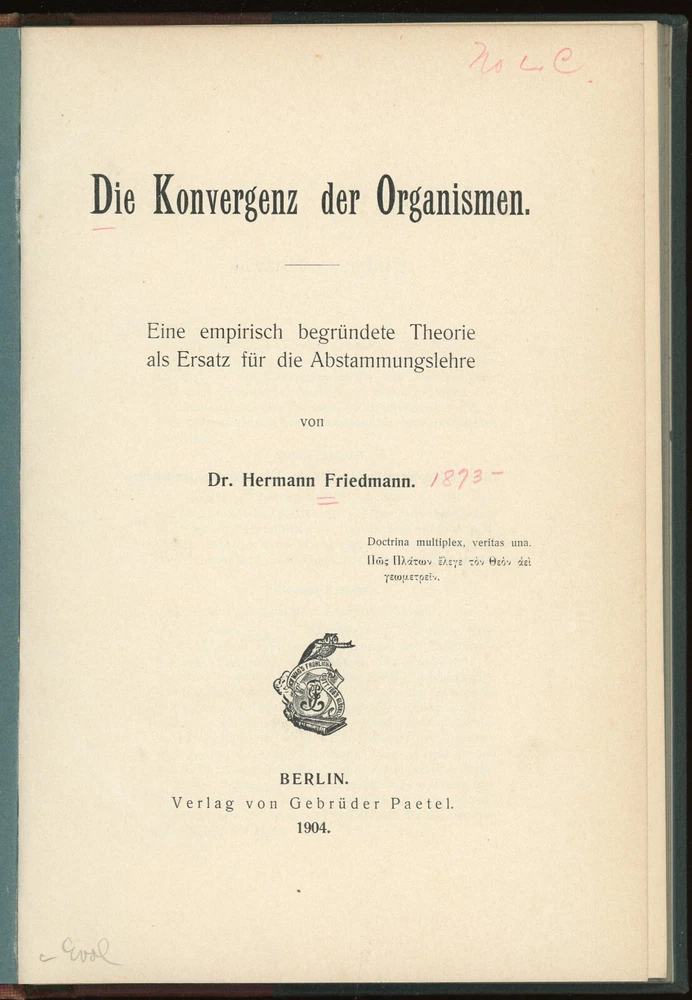 No L. C.
Die Konvergenz der Organismen.
Eine empirisch begründete Theorie
als Ersatz für die Abstammungslehre
von
Dr. Hermann Friedmann. 1873-
Doctrina multiplex, veritas una.
Πῶς Πλάτων ἔλεγε τὸν Θεὸν ἀεὶ
γεωμετρεῖν.
BERLIN.
Verlag von Gebrüder Paetel.
1904.
Evol